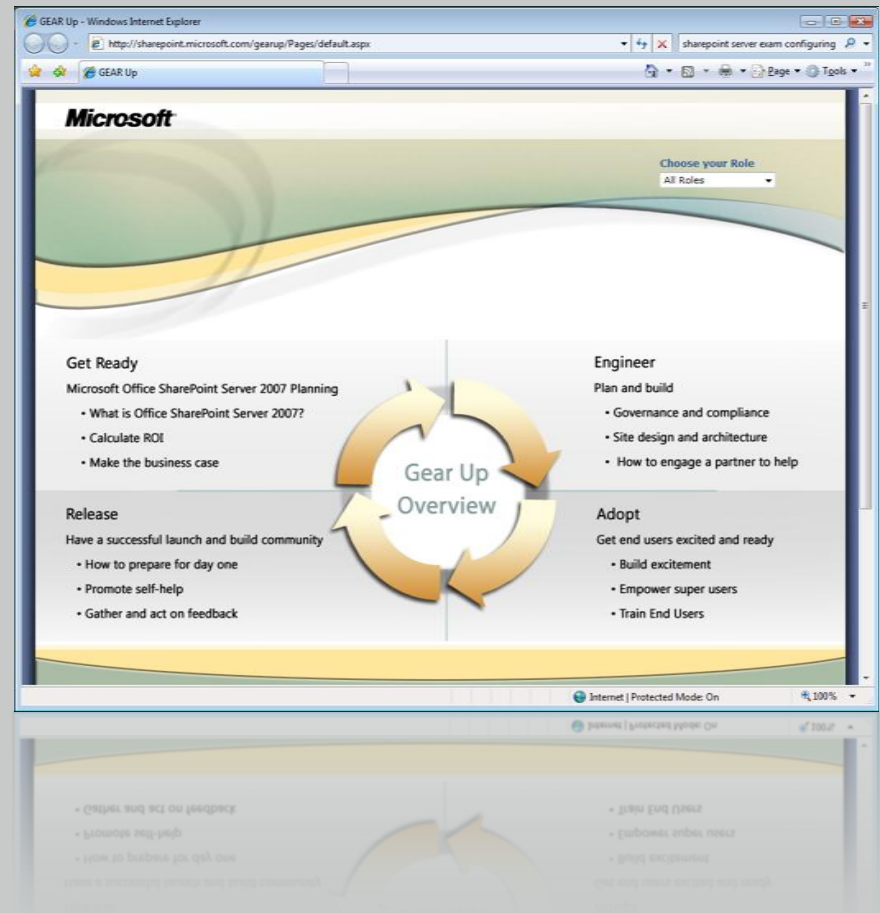 GEAR Up - Windows Internet Explorer
http://sharepoint.microsoft.com/gearup/Pages/default.aspx
sharepoint server exam configuring
GEAR Up
Page
Tools
Microsoft
Choose your Role
All Roles
Get Ready
Microsoft Office SharePoint Server 2007 Planning
• What is Office SharePoint Server 2007?
• Calculate ROI
• Make the business case
Engineer
Plan and build
• Governance and compliance
• Site design and architecture
• How to engage a partner to help
Gear Up
Overview
Release
Have a successful launch and build community
• How to prepare for day one
• Promote self-help
• Gather and act on feedback
Adopt
Get end users excited and ready
• Build excitement
• Empower super users
• Train End Users
Internet | Protected Mode: On
100%